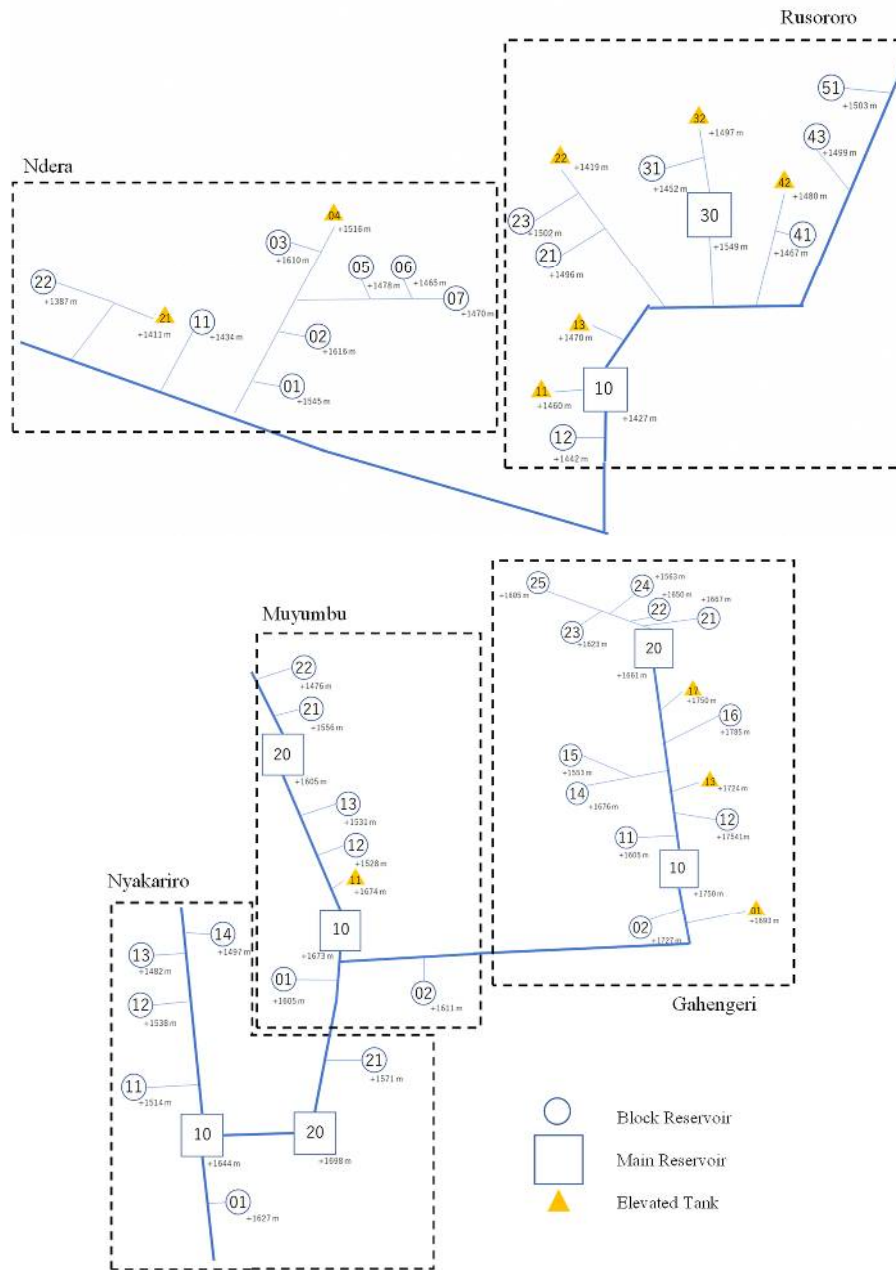 Rusororo
51
+1503 m
32
+1497 m
43
+1499 m
22
+1419 m
31
+1452 m
42
+1480 m
Ndera
04
+1516 m
30
+1549 m
23
+1502 m
41
+1467 m
03
+1610 m
21
+1496 m
05
+1478 m
06
+1465 m
07
+1470 m
22
+1387 m
21
+1411 m
11
+1434 m
02
+1616 m
13
+1470 m
01
+1545 m
11
+1460 m
10
+1427 m
12
+1442 m
25
+1605 m
24
+1563 m
+1650 m
+1667 m
22
21
23
+1623 m
20
+1661 m
Muyumbu
22
+1476 m
21
+1556 m
20
+1605 m
17
+1750 m
16
+1785 m
15
+1553 m
14
+1676 m
13
+1724 m
13
+1531 m
12
+17541 m
12
+1528 m
11
+1605 m
11
+1674 m
10
+1750 m
Nyakariro
10
+1673 m
01
+1693 m
02
+1727 m
14
+1497 m
13
+1482 m
01
+1605 m
02
+1611 m
Gahengeri
12
+1538 m
21
+1571 m
11
+1514 m
10
+1644 m
20
+1698 m
01
+1627 m
Block Reservoir
Main Reservoir
Elevated Tank